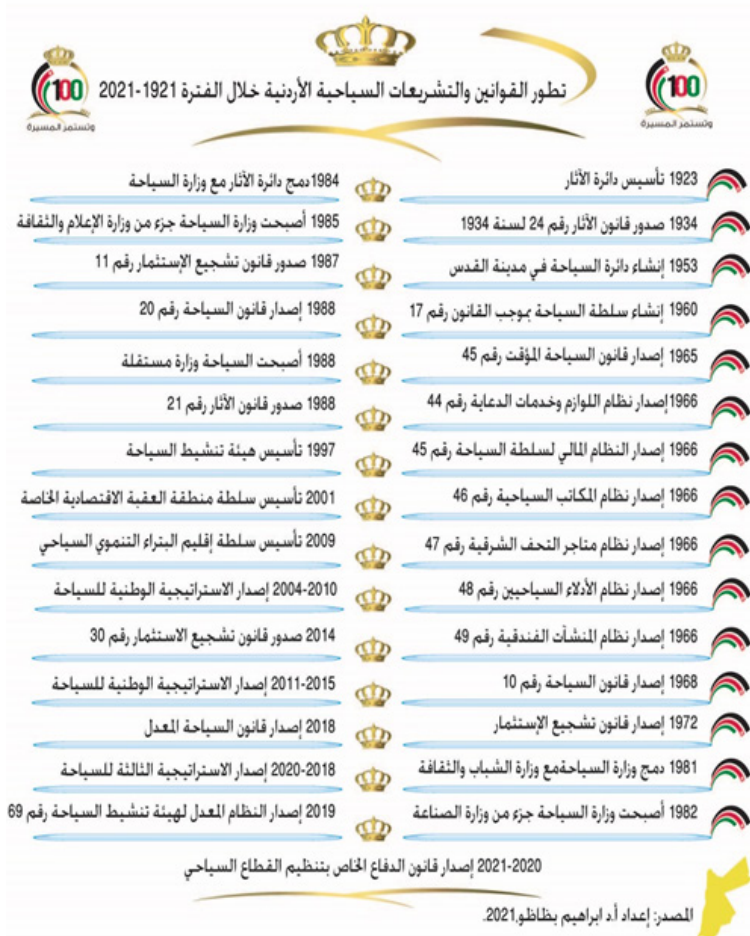 تطور القوانين والتشريعات السياحية الأردنية خلال الفترة 1921-2021
100
وتستمر المسيرة
100
وتستمر المسيرة
1923 تأسيس دائرة الأثار
1934 صدور قانون الأثار رقم 24 لسنة 1934
1953 إنشاء دائرة السياحة في مدينة القدس
1960 إنشاء سلطة السياحة بموجب القانون رقم 17
1965 إصدار قانون السياحة المؤقت رقم 45
1966إصدار نظام اللوازم وخدمات الدعاية رقم 44
1966 إصدار النظام المالي لسلطة السياحة رقم 45
1966 إصدار نظام المكاتب السياحية رقم 46
1966 إصدار نظام متاجر التحف الشرقية رقم 47
1966 إصدار نظام الأدلاء السياحيين رقم 48
1966 إصدار نظام المنشآت الفندقية رقم 49
1968 إصدار قانون السياحة رقم 10
1972 إصدار قانون تشجيع الإستثمار
1981 دمج وزارة السياحةمع وزارة الشباب والثقافة
1982 أصبحت وزارة السياحة جزء من وزارة الصناعة
1984دمج دائرة الأثار مع وزارة السياحة
1985 أصبحت وزارة السياحة جزء من وزارة الإعلام والثقافة
1987 صدور قانون تشجيع الإستثمار رقم 11
1988 إصدار قانون السياحة رقم 20
1988 أصبحت السياحة وزارة مستقلة
1988 صدور قانون الأثار رقم 21
1997 تأسيس هيئة تنشيط السياحة
2001 تأسيس سلطة منطقة العقبة الاقتصادية الخاصة
2009 تأسيس سلطة إقليم البتراء التنموي السياحي
2004-2010 إصدار الاستراتيجية الوطنية للسياحة
2014 صدور قانون تشجيع الاستثمار رقم 30
2011-2015 إصدار الاستراتيجية الوطنية للسياحة
2018 إصدار قانون السياحة المعدل
2018-2020 إصدار الاستراتيجية الثالثة للسياحة
2019 إصدار النظام المعدل لهيئة تنشيط السياحة رقم 69
2020-2021 إصدار قانون الدفاع الخاص بتنظيم القطاع السياحي
المصدر: إعداد أ.د ابراهيم بظاظو,2021.